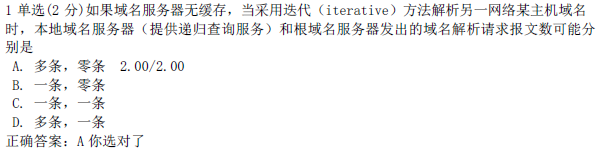 1 单选(2 分)如果域名服务器无缓存，当采用迭代（iterative）方法解析另一网络某主机域名
时，本地域名服务器（提供递归查询服务）和根域名服务器发出的域名解析请求报文数可能分
别是
A. 多条，零条  2.00/2.00
B. 一条，零条
C. 一条，一条
D. 多条，一条
正确答案：A 你选对了